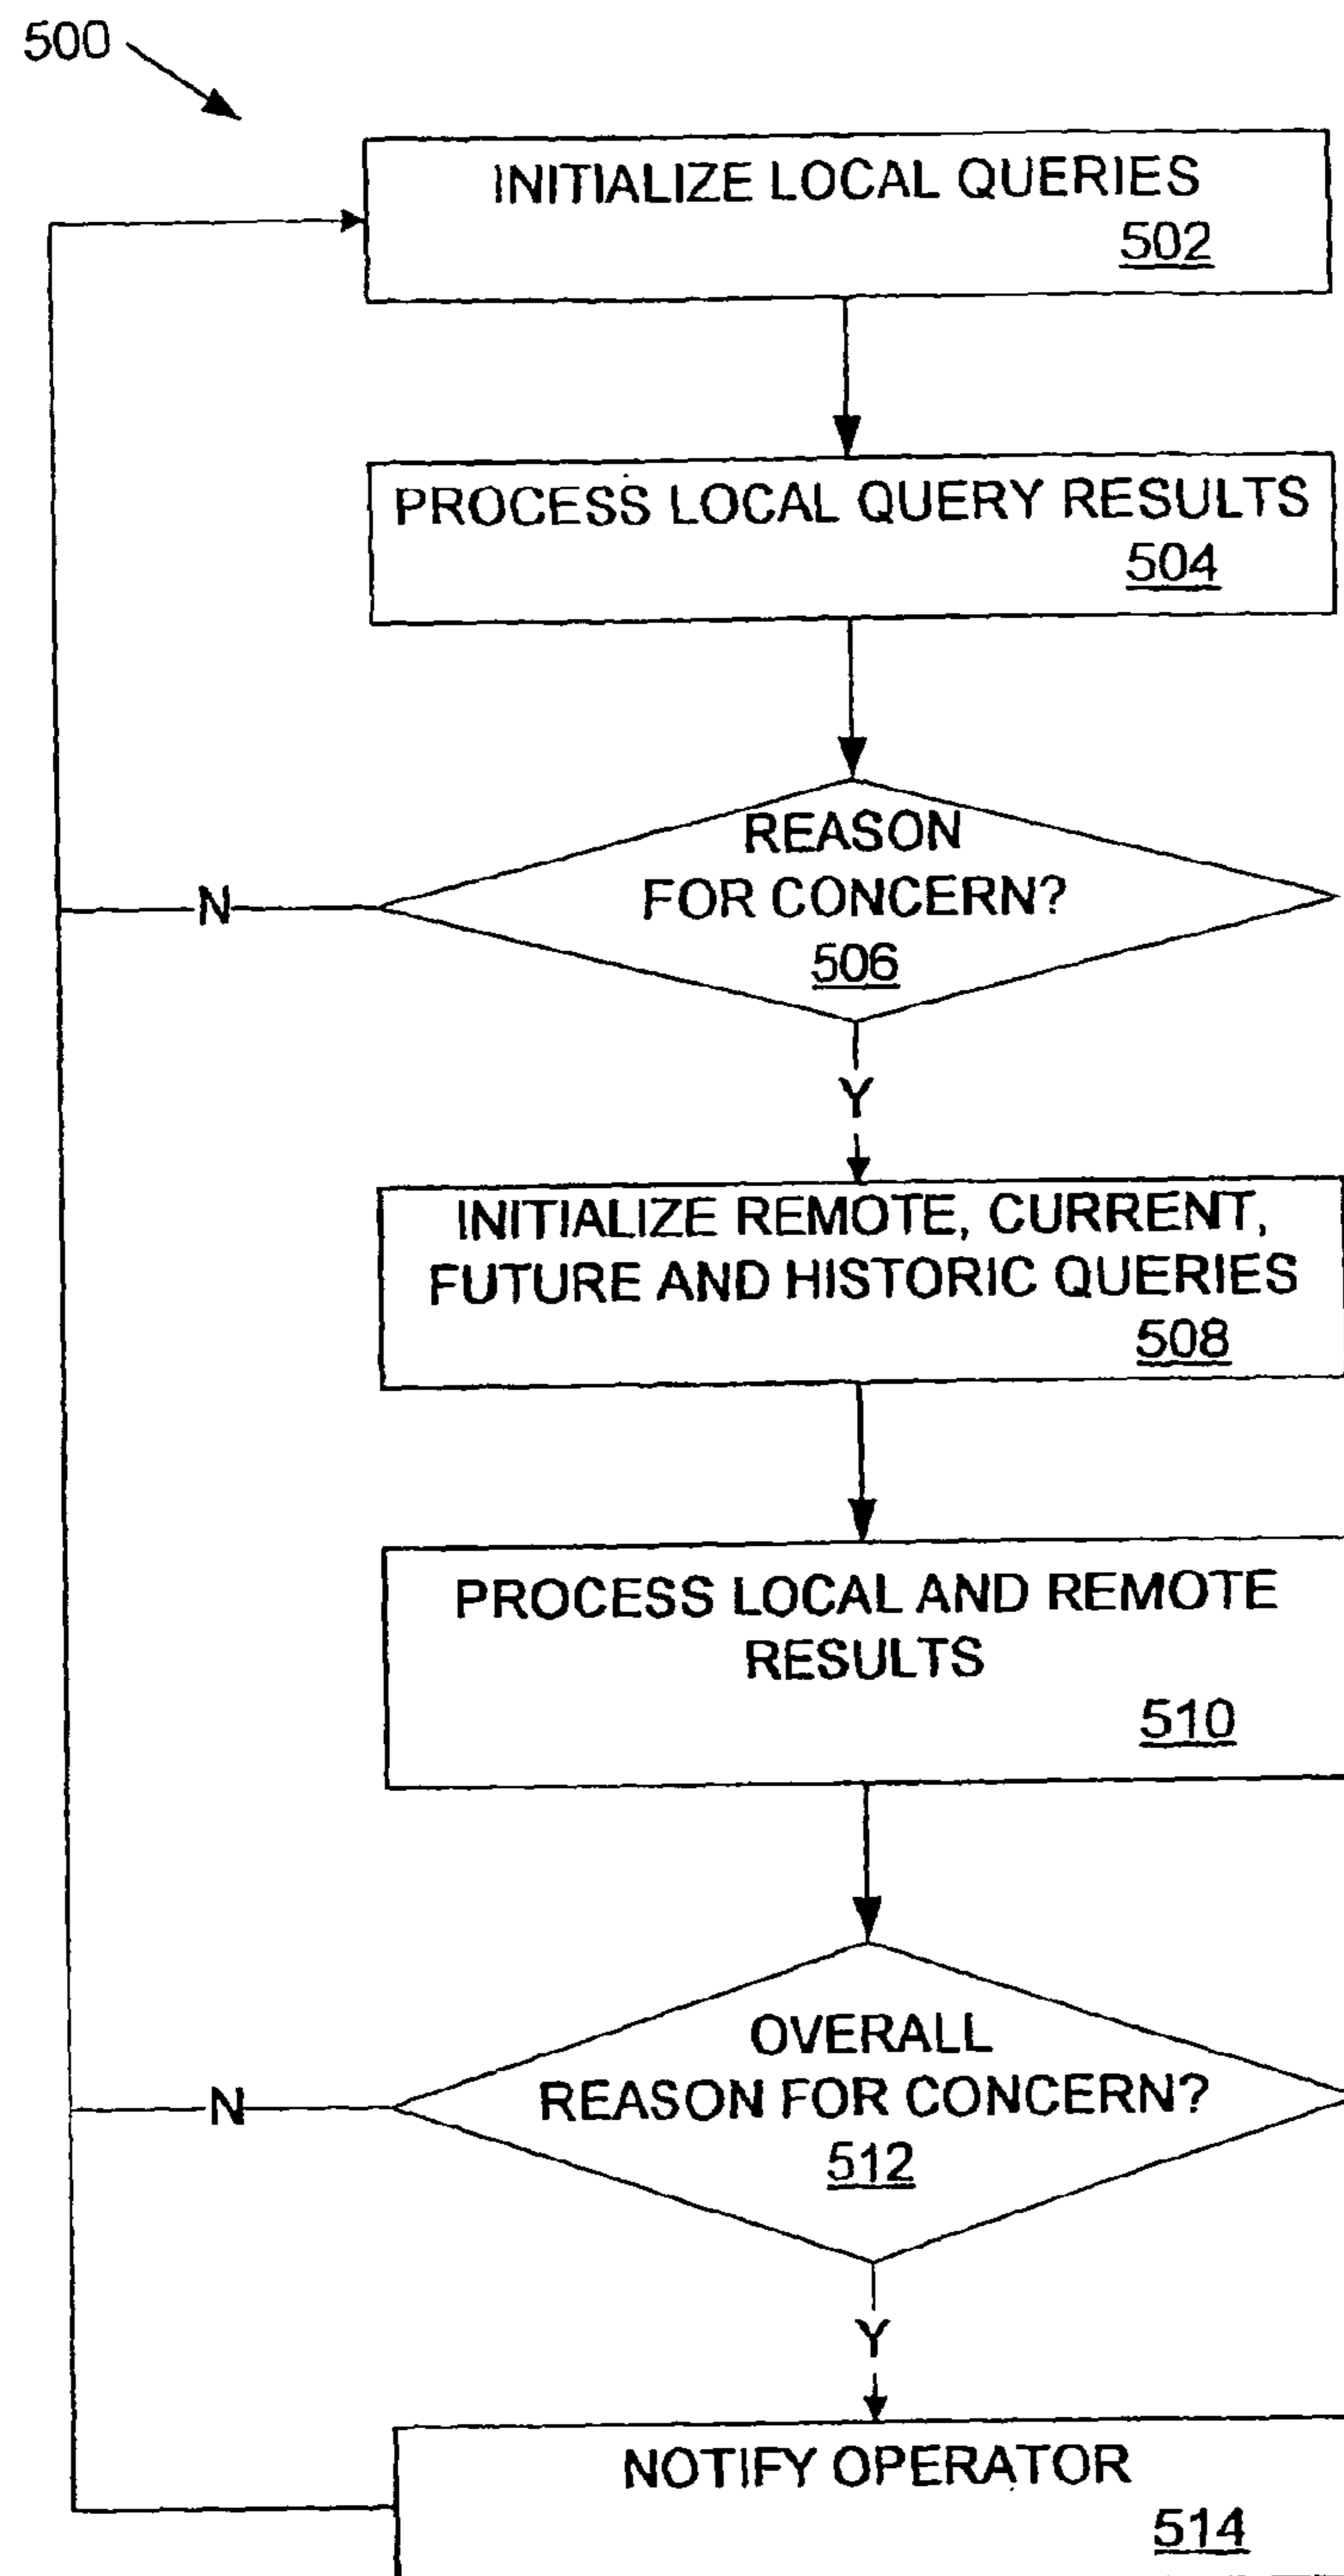 500
INITIALIZE LOCAL QUERIES
502
PROCESS LOCAL QUERY RESULTS
504
REASON
FOR CONCERN?
506
N
Y
INITIALIZE REMOTE, CURRENT,
FUTURE AND HISTORIC QUERIES
508
PROCESS LOCAL AND REMOTE
RESULTS
510
OVERALL
REASON FOR CONCERN?
512
N
Y
NOTIFY OPERATOR
514